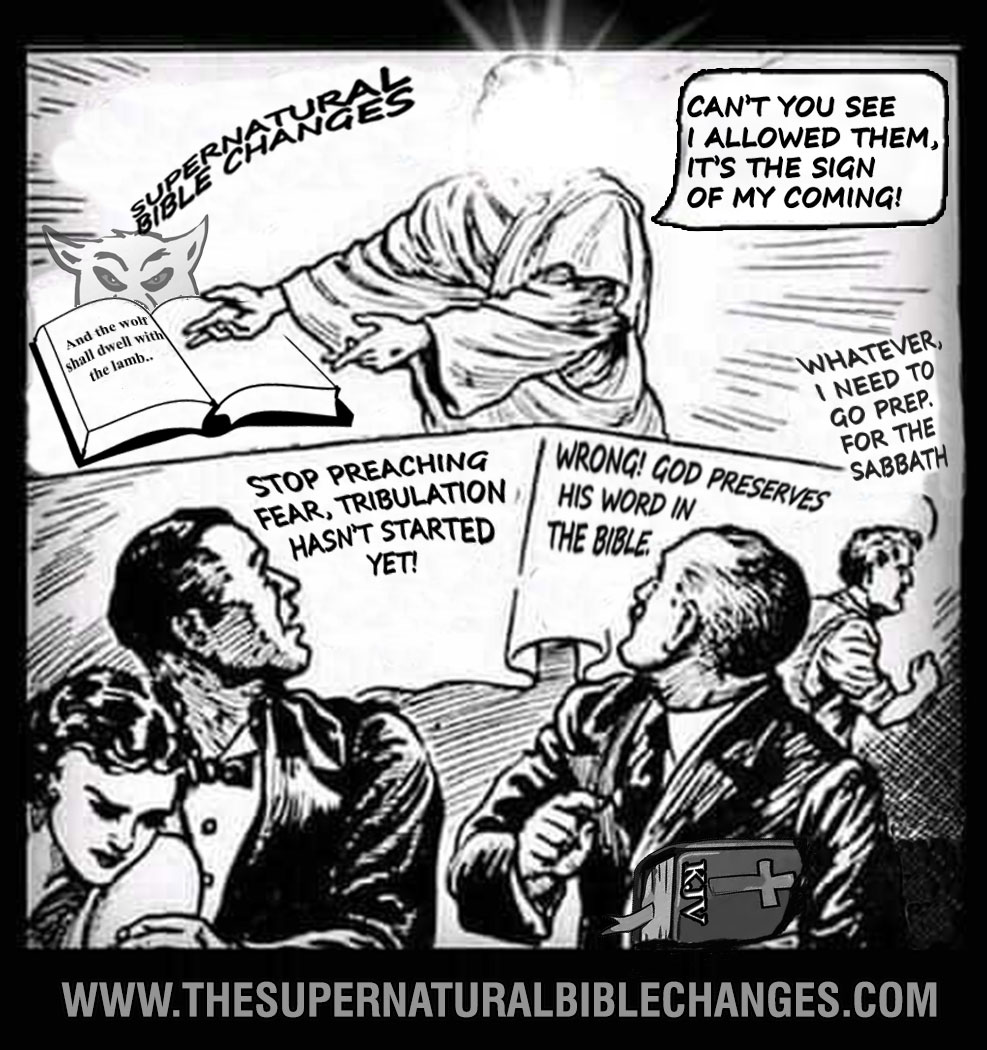 SUPERNATURAL
BIBLE CHANGES
CAN'T YOU SEE
I ALLOWED THEM,
IT'S THE SIGN
OF MY COMING!
And the wolf
shall dwell with
the lamb..
WHATEVER,
I NEED TO
GO PREP.
FOR THE
SABBATH
STOP PREACHING
FEAR, TRIBULATION
HASN'T STARTED
YET!
WRONG! GOD PRESERVES
HIS WORD IN
THE BIBLE.
KJV
WWW.THESUPERNATURALBIBLECHANGES.COM